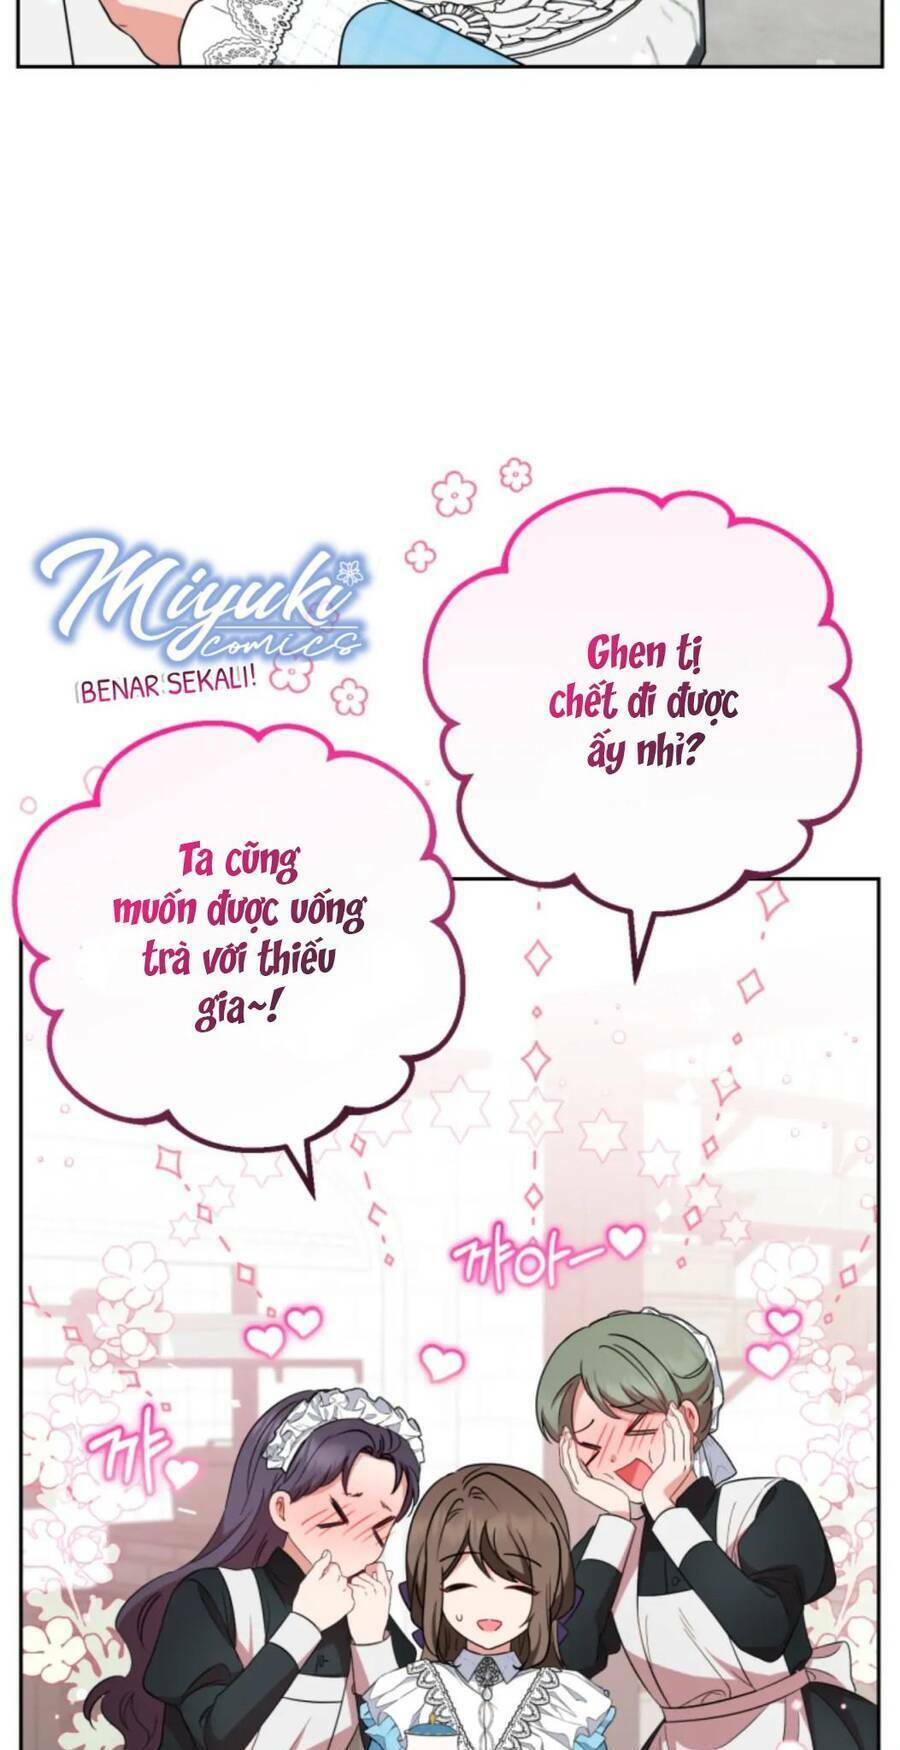 Miyuki
comics
BENAR SEKALI!
Ghen tị
chết đi được
ấy nhỉ?
Ta cũng
muốn được uống
trà với thiếu
gia~!
꺄아ㅡ♡
꺄♡